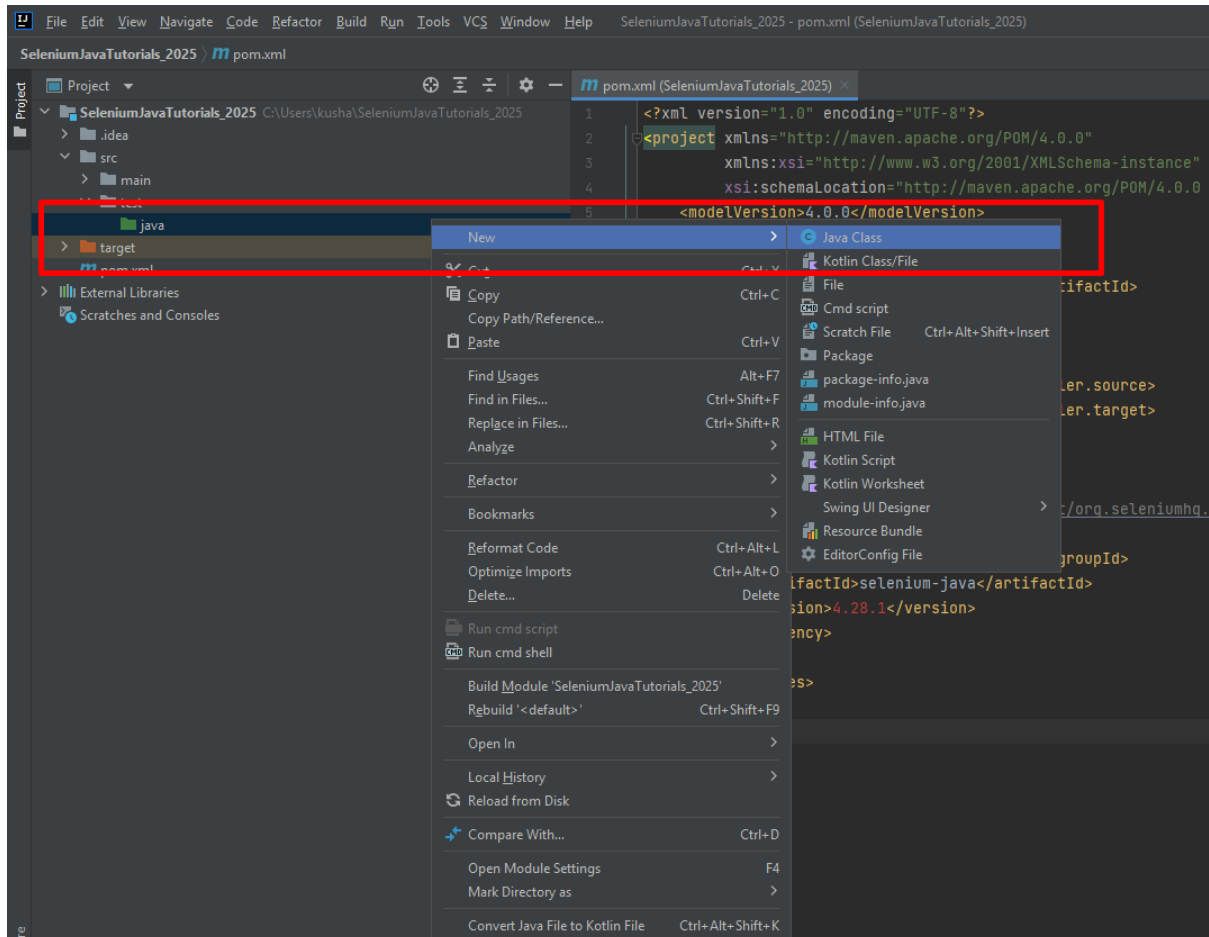 File Edit View Navigate Code Refactor Build Run Tools VCS Window Help SeleniumJavaTutorials_2025 - pom.xml (SeleniumJavaTutorials_2025)
SeleniumJavaTutorials_2025 pom.xml
Project
Project
pom.xml (SeleniumJavaTutorials_2025)
SeleniumJavaTutorials_2025 C:\Users\kusha\SeleniumJavaTutorials_2025
.idea
src
main
test
java
target
pom.xml
External Libraries
Scratches and Consoles
1 <?xml version="1.0" encoding="UTF-8"?>
2 <project xmlns="http://maven.apache.org/POM/4.0.0"
3 xmlns:xsi="http://www.w3.org/2001/XMLSchema-instance"
4 xsi:schemaLocation="http://maven.apache.org/POM/4.0.0
5 <modelVersion>4.0.0</modelVersion>
New
Cut Ctrl+X
Copy Ctrl+C
Copy Path/Reference...
Paste Ctrl+V
Find Usages Alt+F7
Find in Files... Ctrl+Shift+F
Replace in Files... Ctrl+Shift+R
Analyze
Refactor
Bookmarks
Reformat Code Ctrl+Alt+L
Optimize Imports Ctrl+Alt+O
Delete... Delete
Run cmd script
Run cmd shell
Build Module 'SeleniumJavaTutorials_2025'
Rebuild '<default>' Ctrl+Shift+F9
Open In
Local History
Reload from Disk
Compare With... Ctrl+D
Open Module Settings F4
Mark Directory as
Convert Java File to Kotlin File Ctrl+Alt+Shift+K
Java Class
Kotlin Class/File
File
Cmd script
Scratch File Ctrl+Alt+Shift+Insert
Package
package-info.java
module-info.java
HTML File
Kotlin Script
Kotlin Worksheet
Swing UI Designer
Resource Bundle
EditorConfig File
tifactId>
ler.source>
ler.target>
t/org.seleniumhq.
groupId>
ifactId>selenium-java</artifactId>
sion>4.28.1</version>
ency>
es>